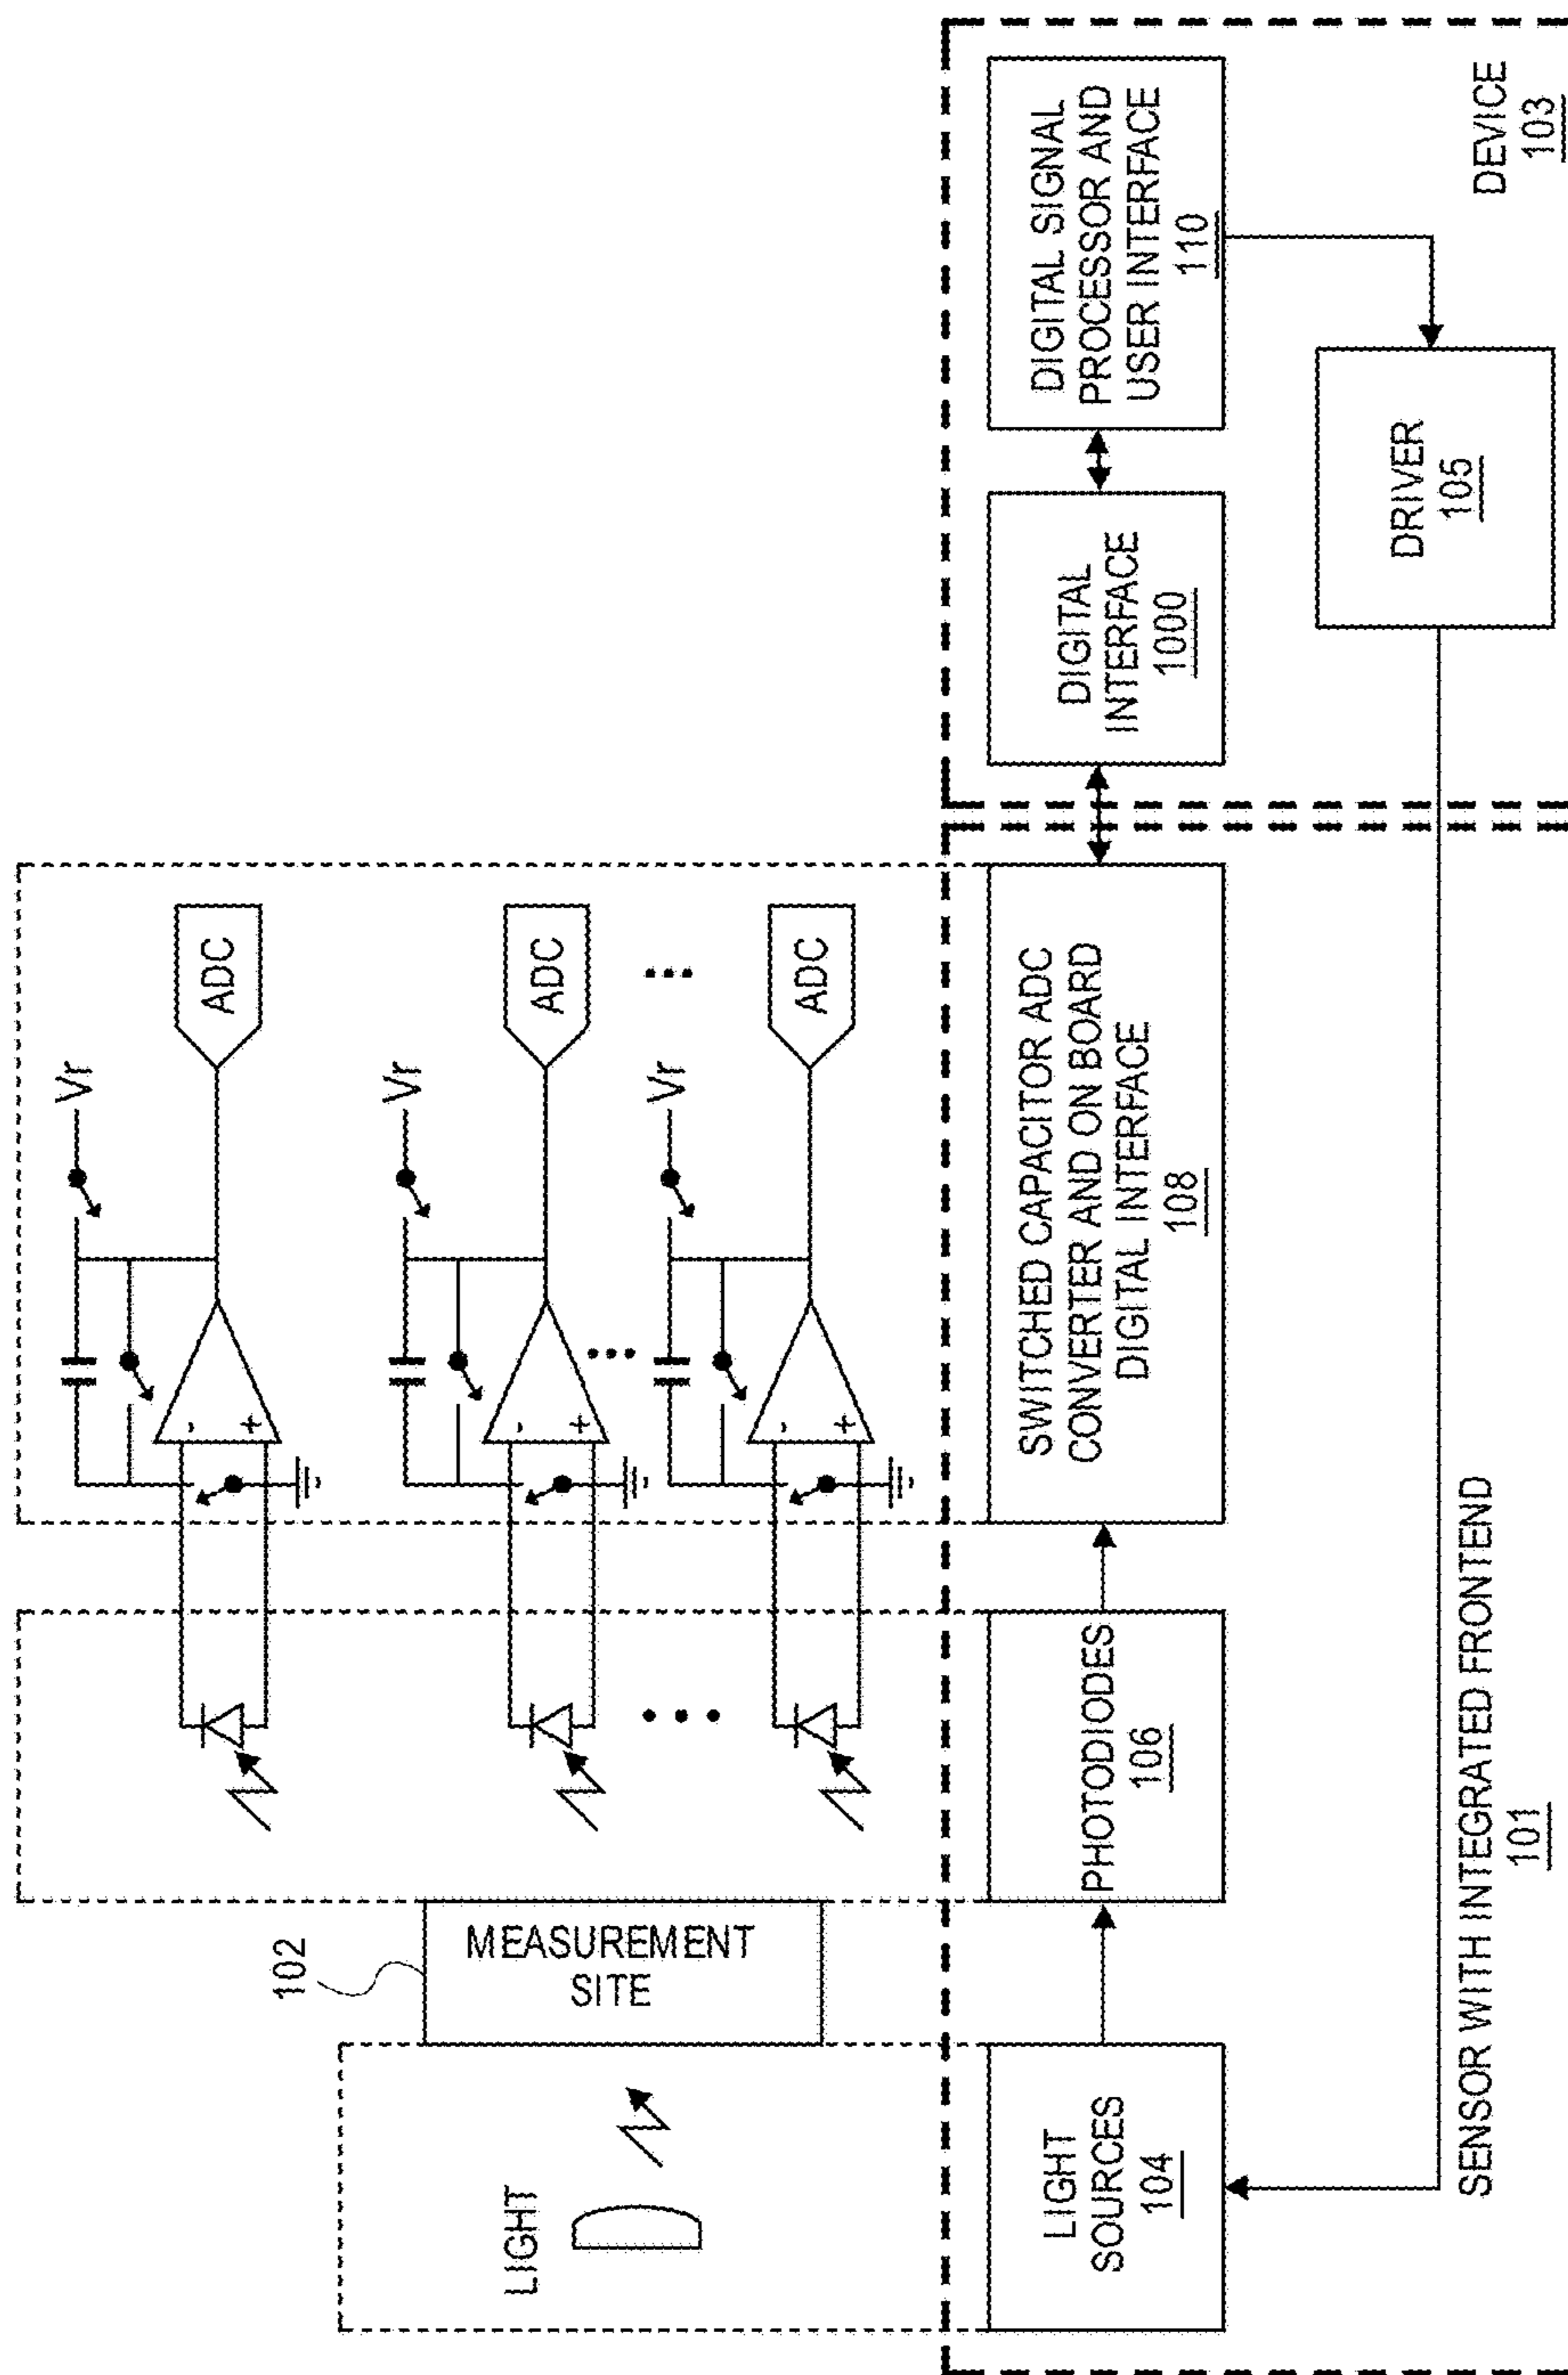 102
LIGHT
MEASUREMENT
SITE
-
+
Vr
ADC
-
+
Vr
ADC
-
+
Vr
ADC
LIGHT
SOURCES
104
PHOTODIODES
106
SWITCHED CAPACITOR ADC
CONVERTER AND ON BOARD
DIGITAL INTERFACE
108
DIGITAL
INTERFACE
1000
DIGITAL SIGNAL
PROCESSOR AND
USER INTERFACE
110
DRIVER
105
SENSOR WITH INTEGRATED FRONTEND
101
DEVICE
103